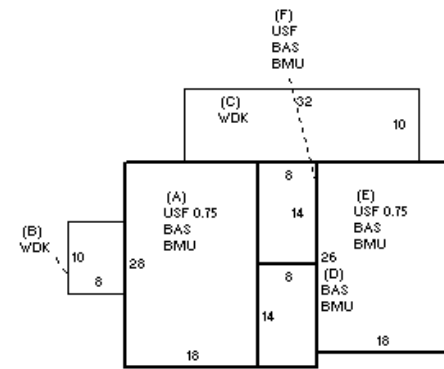 (F)
USF
BAS
BMU
(C)
WDK
32
10
8
(A)
USF 0.75
BAS
BMU
14
(E)
USF 0.75
BAS
BMU
(B)
WDK
10
8
28
26
8
(D)
BAS
BMU
14
18
18